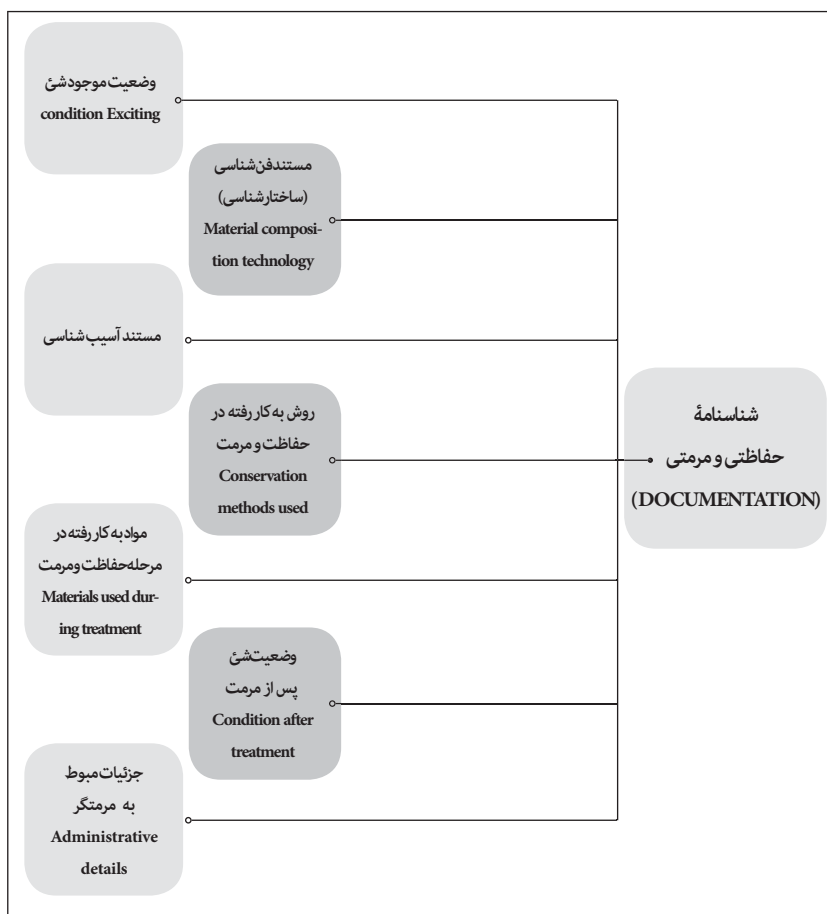 وضعیت موجود شئ
condition Exciting
مستند فن‌شناسی
(ساختارشناسی)
Material composi-
tion technology
مستند آسیب‌شناسی
روش به کار رفته در
حفاظت و مرمت
Conservation
methods used
شناسنامهٔ
حفاظتی و مرمتی
(DOCUMENTATION)
مواد به کار رفته در
مرحله حفاظت ومرمت
Materials used dur-
ing treatment
وضعیت‌شئ
پس از مرمت
Condition after
treatment
جزئیات مبوط
به مرمتگر
Administrative
details